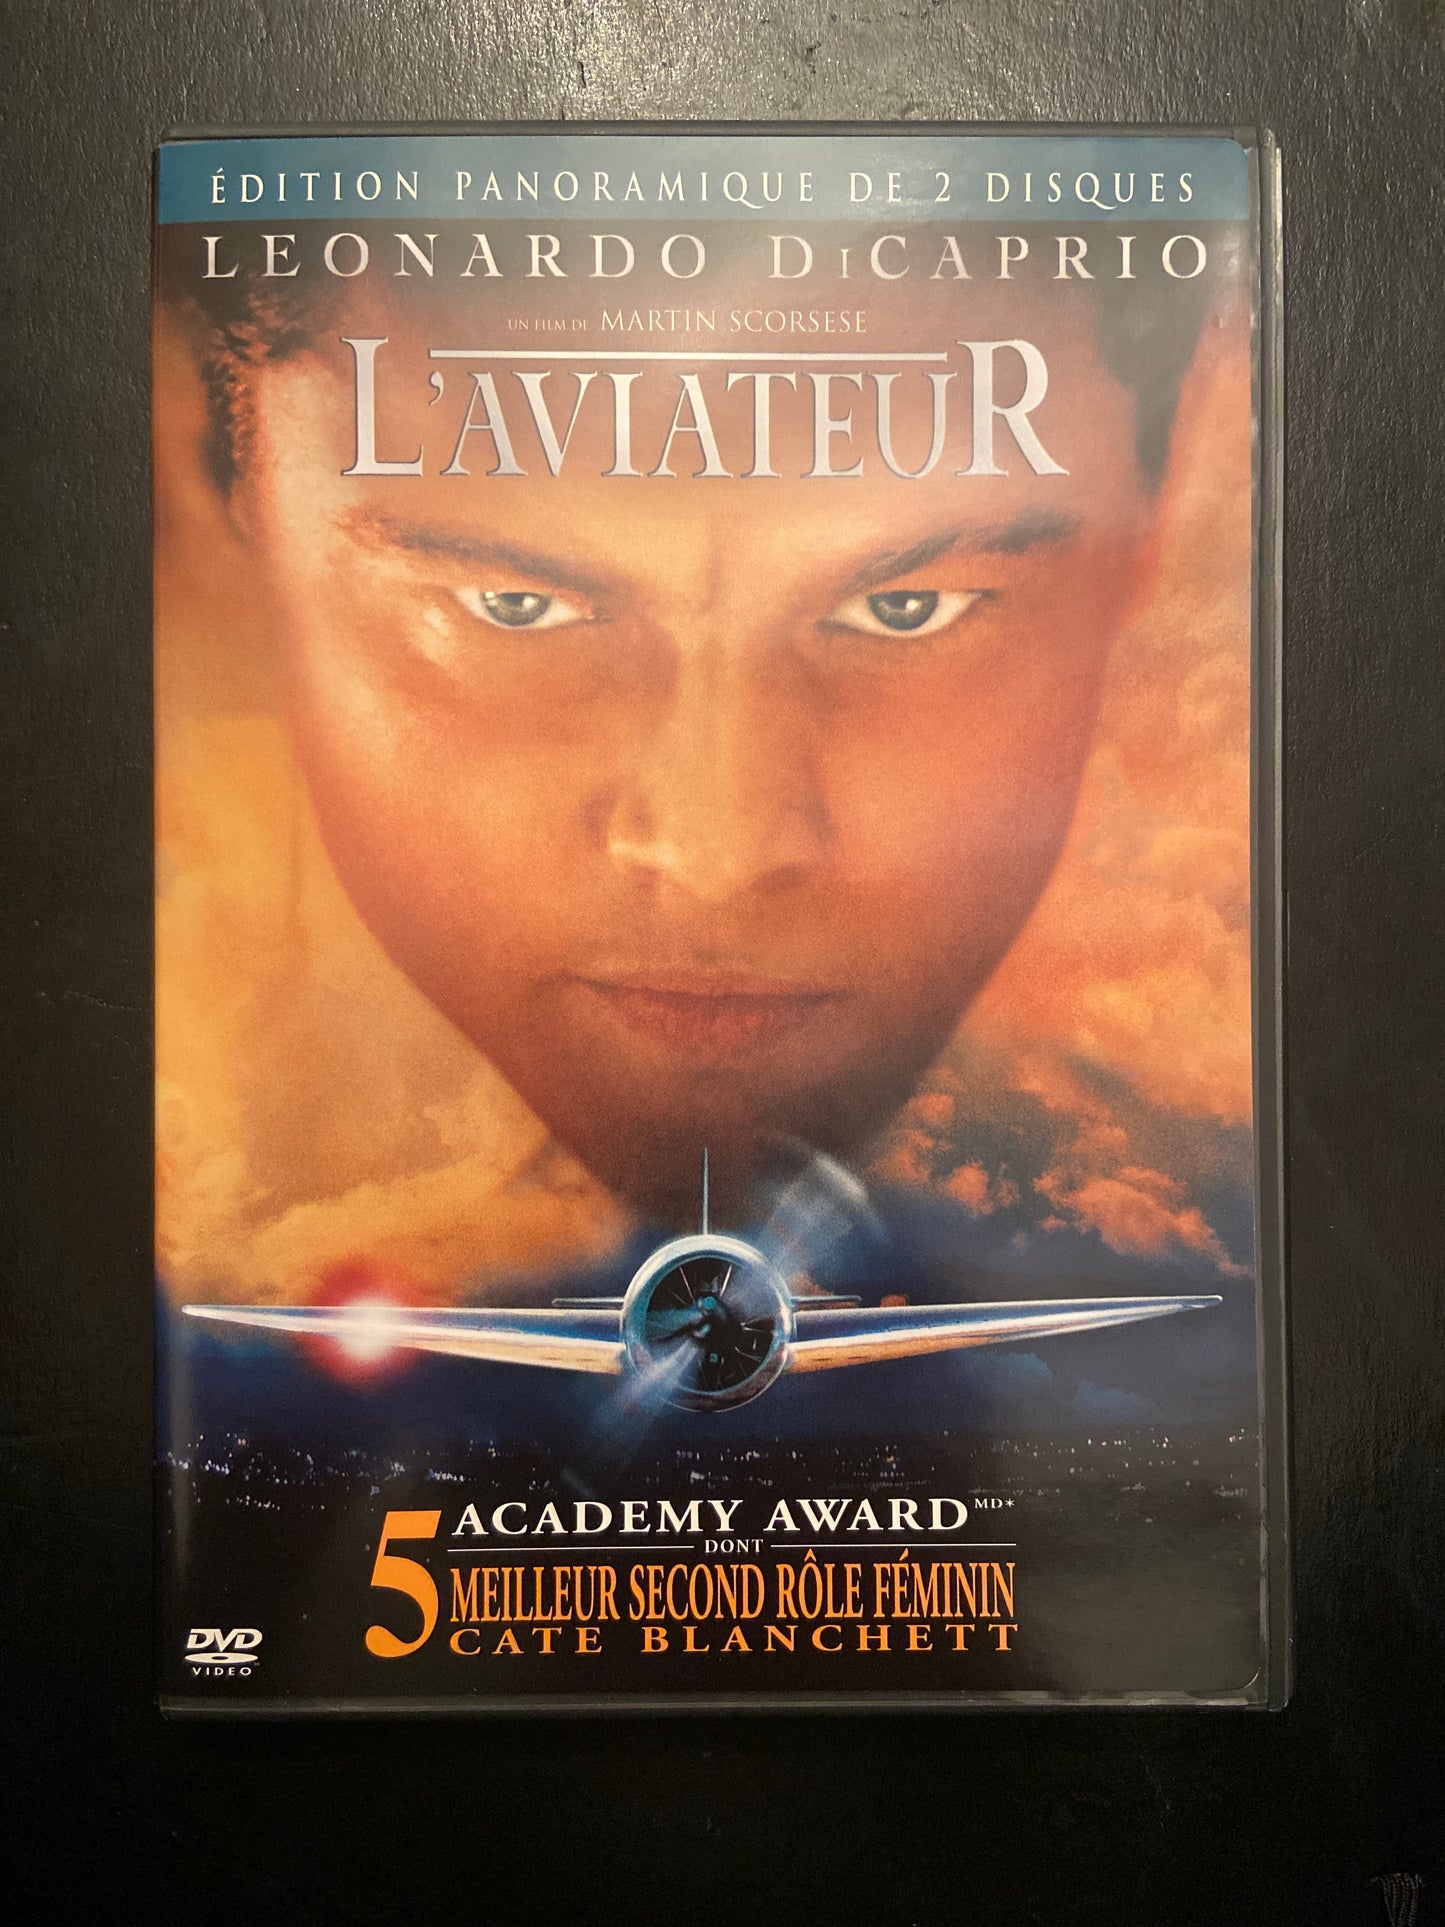 ÉDITION PANORAMIQUE DE 2 DISQUES
LEONARDO DiCAPRIO
UN FILM DE MARTIN SCORSESE
L'AVIATEUR
5 ACADEMY AWARD MD*
DONT
MEILLEUR SECOND RÔLE FÉMININ
CATE BLANCHETT
DVD
VIDEO